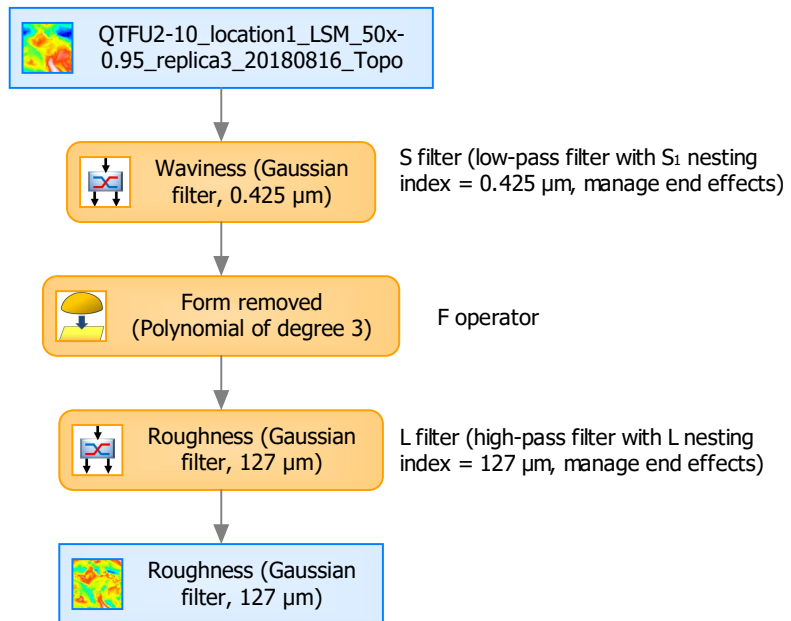 QTFU2-10_location1_LSM_50x-
0.95_replica3_20180816_Topo
Waviness (Gaussian
filter, 0.425 µm)
S filter (low-pass filter with S₁ nesting
index = 0.425 µm, manage end effects)
Form removed
(Polynomial of degree 3)
F operator
Roughness (Gaussian
filter, 127 µm)
L filter (high-pass filter with L nesting
index = 127 µm, manage end effects)
Roughness (Gaussian
filter, 127 µm)